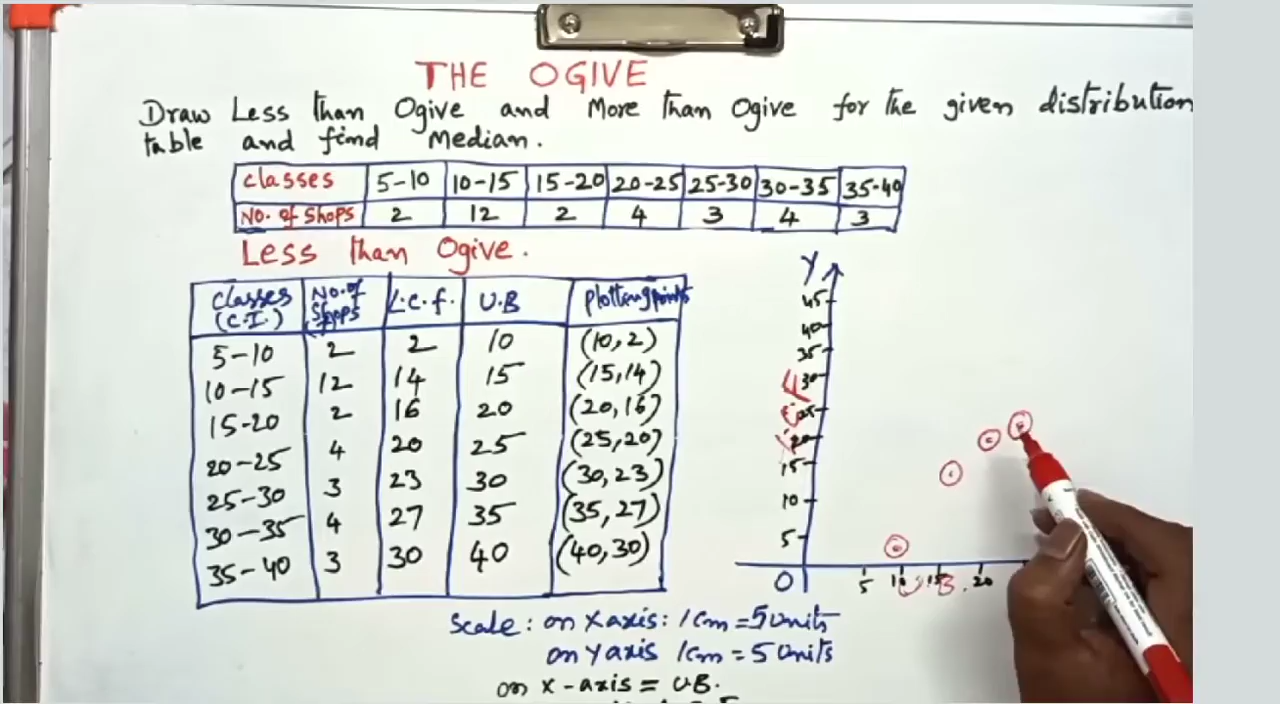 THE OGIVE
Draw Less than Ogive and More than Ogive for the given distribution
table and find Median.
Classes 5-10 10-15 15-20 20-25 25-30 30-35 35-40
No. of Shops 2 12 2 4 3 4 3
Less than Ogive.
Classes (C.I.) No. of Shops L.c.f. U.B plotting points
5-10 2 2 10 (10,2)
10-15 12 14 15 (15,14)
15-20 2 16 20 (20,16)
20-25 4 20 25 (25,20)
25-30 3 23 30 (30,23)
30-35 4 27 35 (35,27)
35-40 3 30 40 (40,30)
Y
45
40
35
30
25
20
15
10
5
O 5 10 15 20
U.B.
Scale: on X axis: 1cm = 5 units
on Y axis 1cm = 5 units
on x-axis = UB.